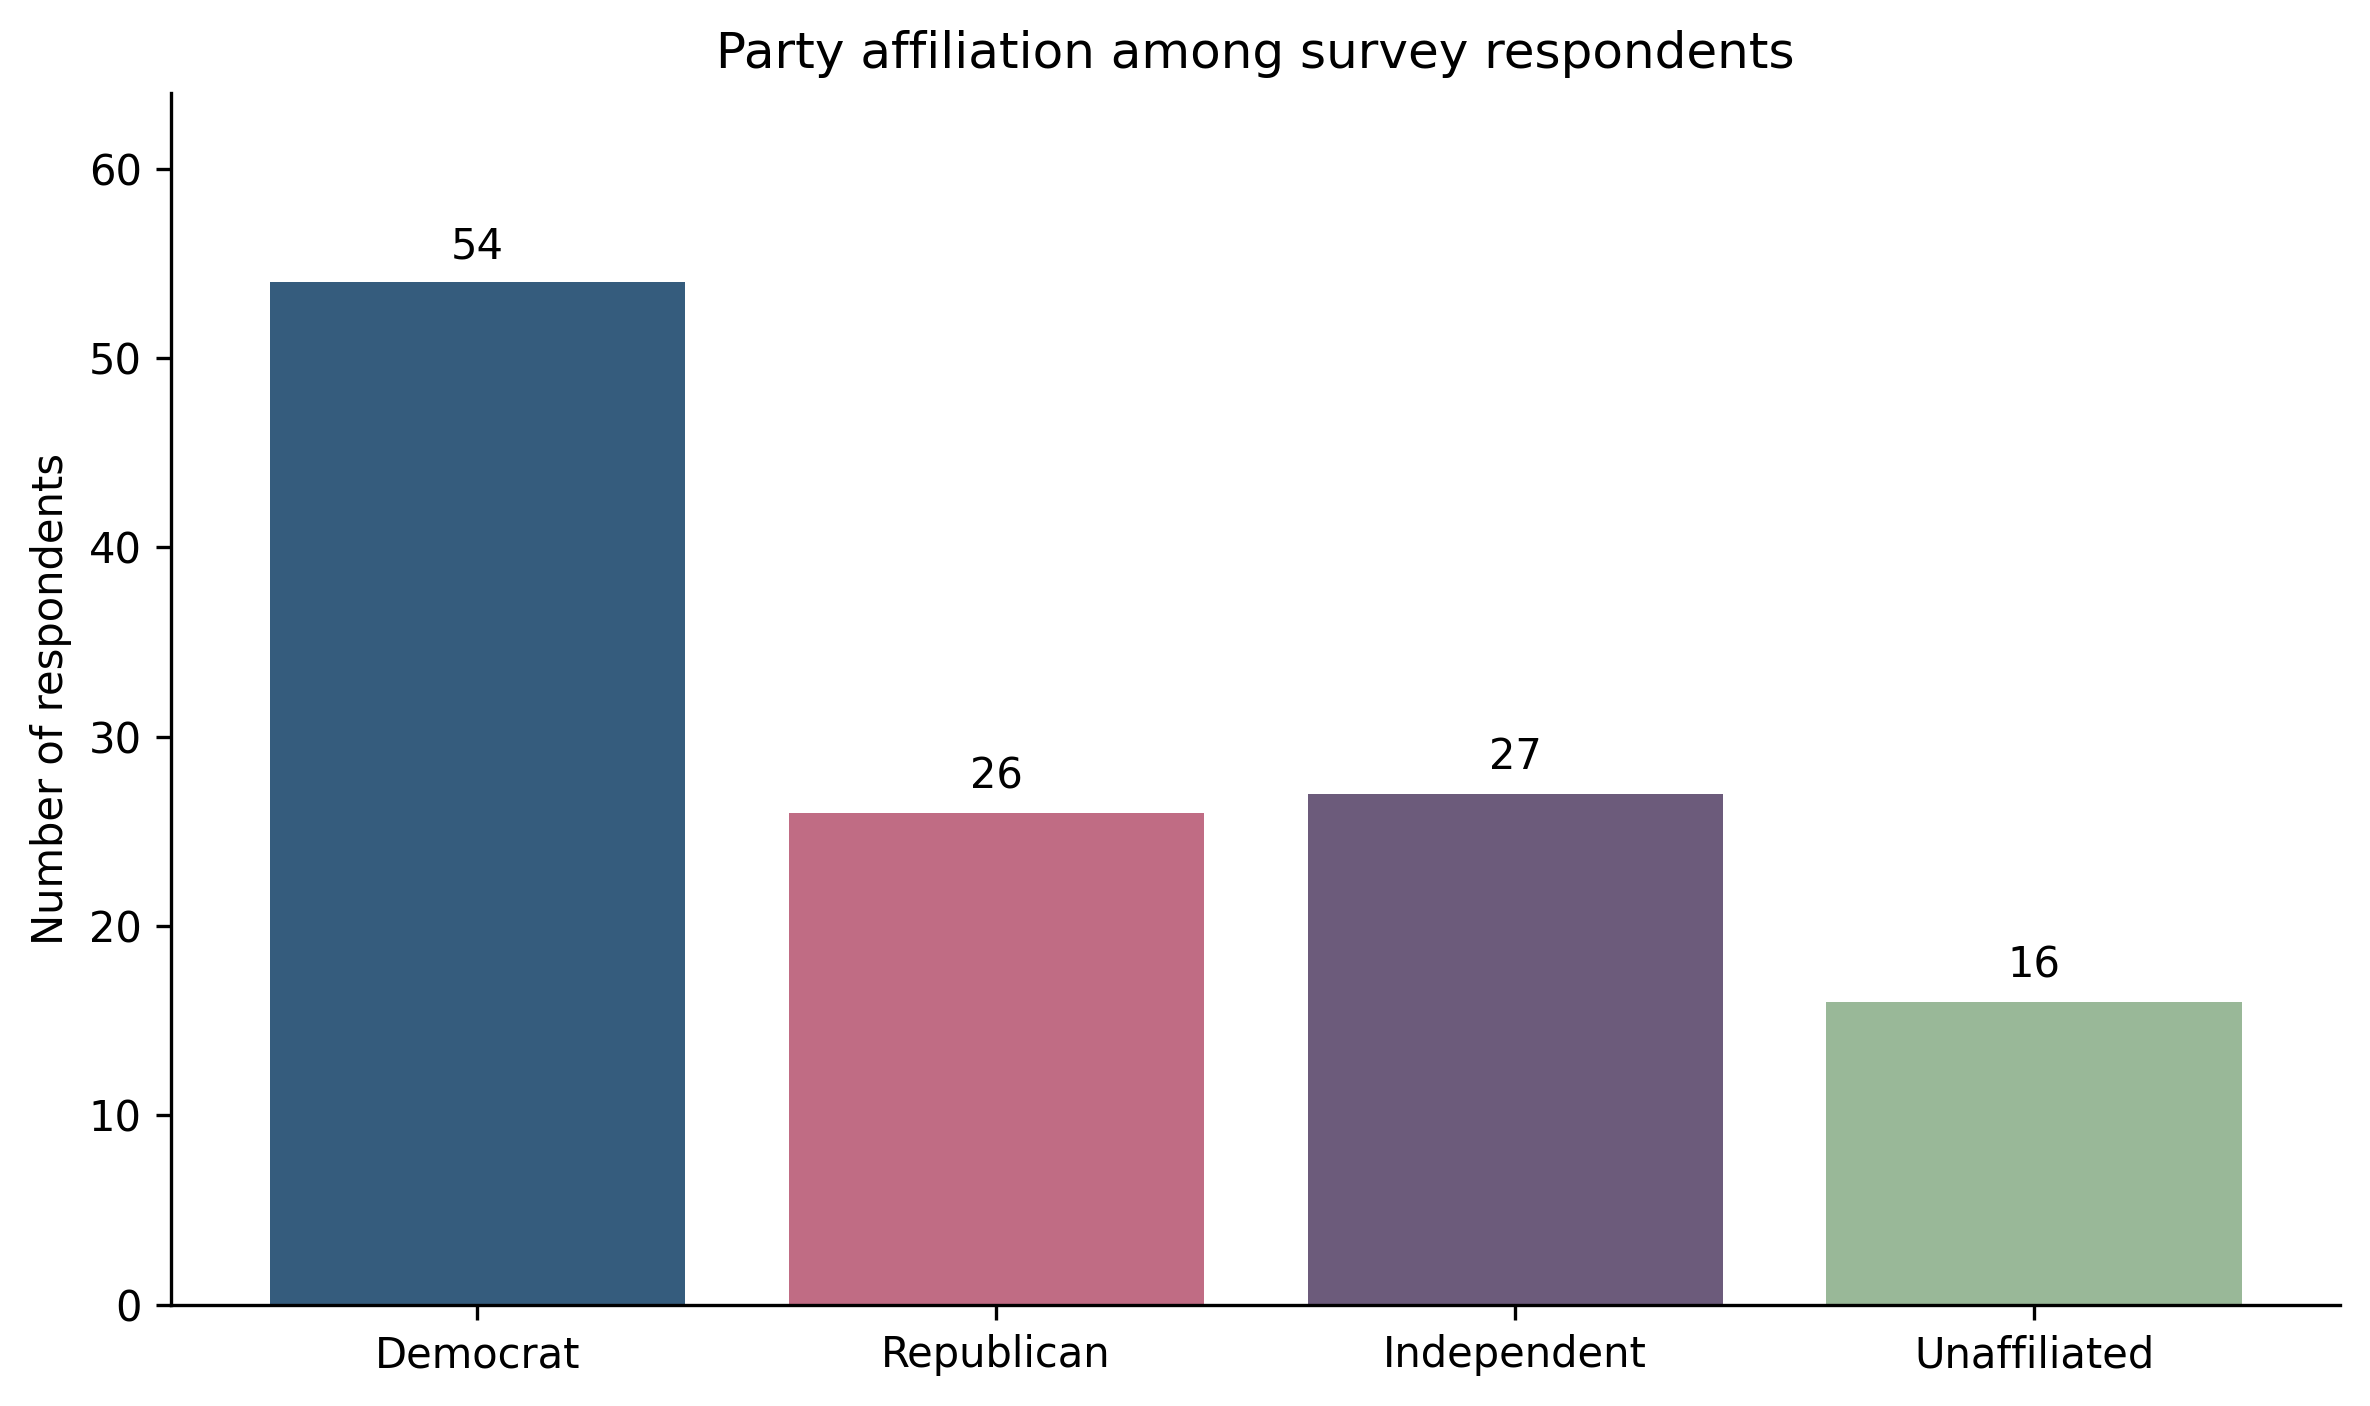 Party affiliation among survey respondents
Number of respondents
60
50
40
30
20
10
0
54
26
27
16
Democrat
Republican
Independent
Unaffiliated